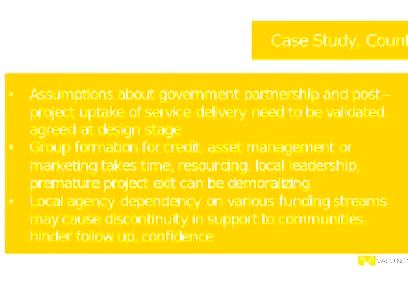 Case Study, Count
• Assumptions about government partnership and post–
project uptake of service delivery need to be validated,
agreed at design stage
• Group formation for credit, asset management or
marketing takes time, resourcing, local leadership,
premature project exit can be demoralizing
• Local agency dependency on various funding streams
may cause discontinuity in support to communities,
hinder follow up, confidence